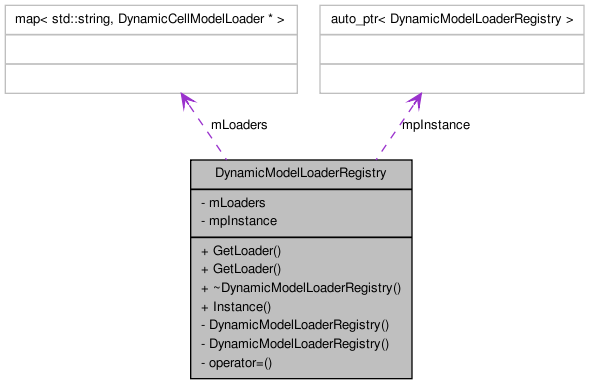 map< std::string, DynamicCellModelLoader * >
auto_ptr< DynamicModelLoaderRegistry >
mLoaders
mpInstance
DynamicModelLoaderRegistry
- mLoaders
- mpInstance
+ GetLoader()
+ GetLoader()
+ ~DynamicModelLoaderRegistry()
+ Instance()
- DynamicModelLoaderRegistry()
- DynamicModelLoaderRegistry()
- operator=()